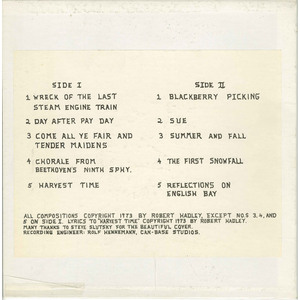 SIDE I
1 WRECK OF THE LAST
STEAM ENGINE TRAIN
2 DAY AFTER PAY DAY
3 COME ALL YE FAIR AND
TENDER MAIDENS
4 CHORALE FROM
BEETHOVEN'S NINTH SPHY.
5 HARVEST TIME
SIDE II
1 BLACKBERRY PICKING
2 SUE
3 SUMMER AND FALL
4 THE FIRST SNOWFALL
5 REFLECTIONS ON
ENGLISH BAY
ALL COMPOSITIONS COPYRIGHT 1973 BY ROBERT HADLEY, EXCEPT NO.S 3,4, AND
5 ON SIDE I. LYRICS TO "HARVEST TIME" COPYRIGHT 1973 BY ROBERT HADLEY.
MANY THANKS TO STEVE SLUTSKY FOR THE BEAUTIFUL COVER.
RECORDING ENGINEER: ROLF HENNEMANN, CAN-BASE STUDIOS.